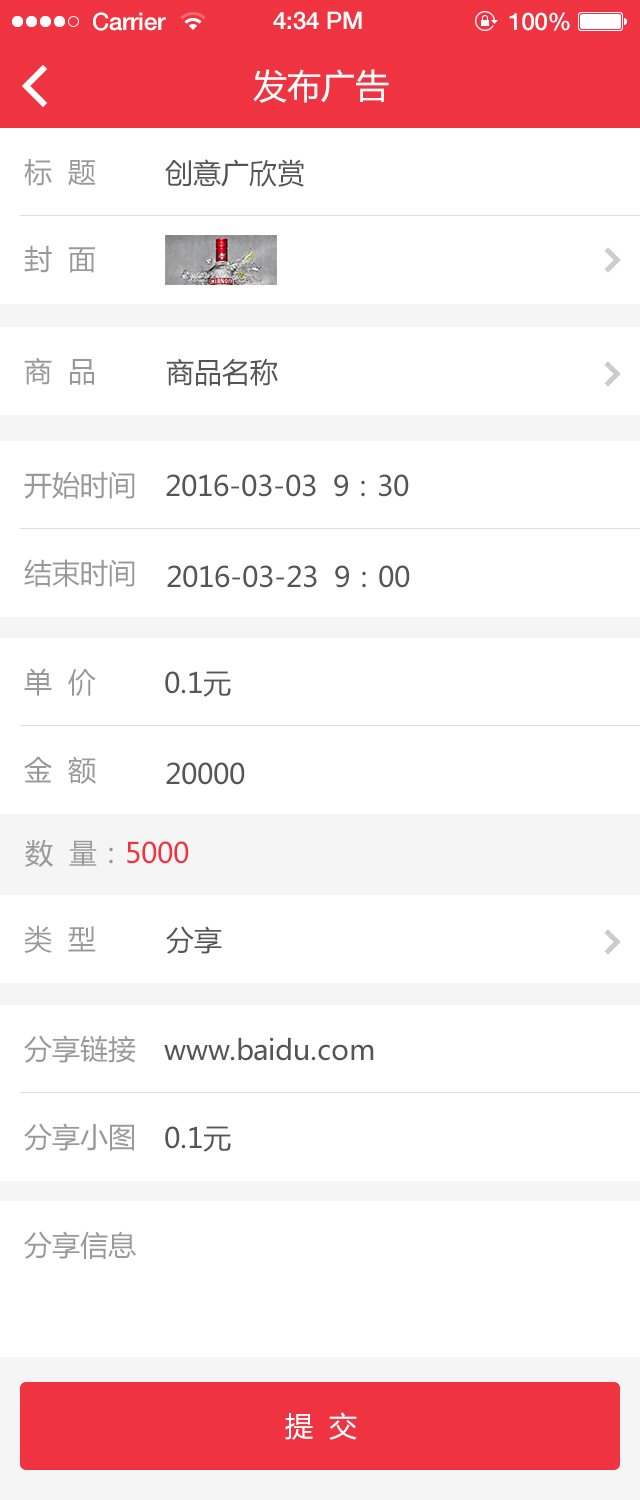 Carrier 4:34 PM 100%
发布广告
标 题 创意广欣赏
封 面
商 品 商品名称
开始时间 2016-03-03 9 : 30
结束时间 2016-03-23 9 : 00
单 价 0.1元
金 额 20000
数 量 : 5000
类 型 分享
分享链接 www.baidu.com
分享小图 0.1元
分享信息
提 交